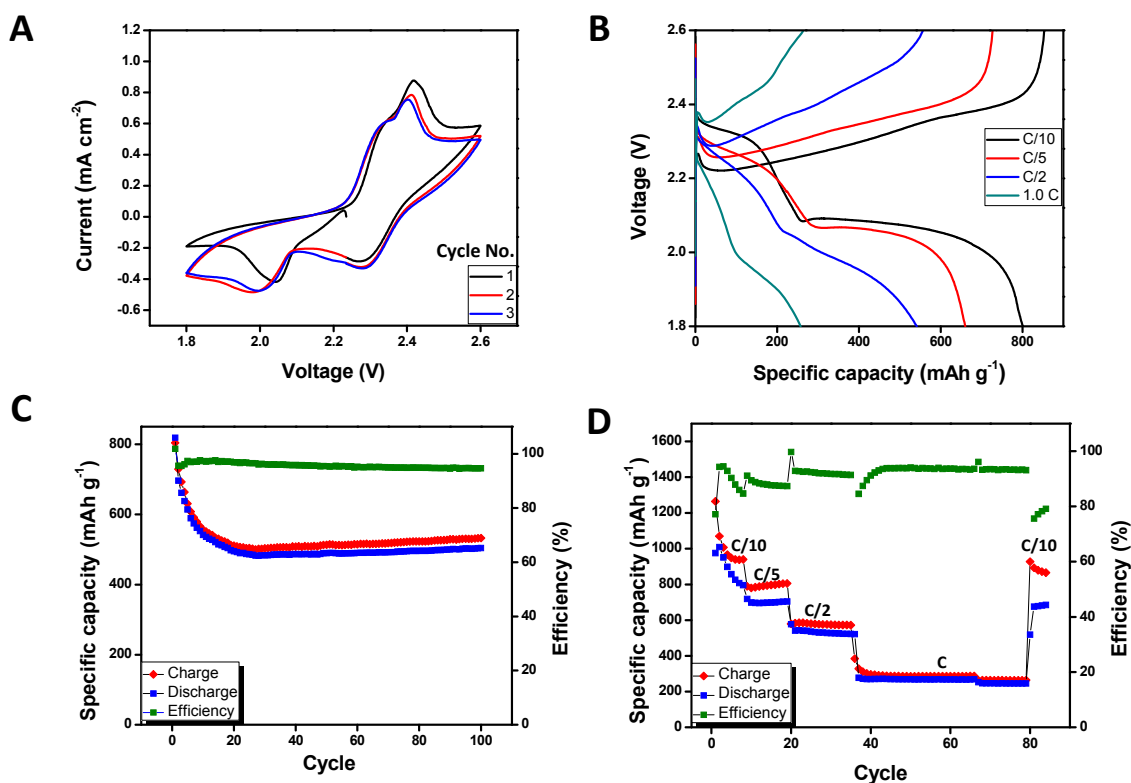 A
Current (mA cm-2)
1.2
0.8
0.4
0.0
-0.2
-0.4
-0.6
1.8
2.0
2.2
2.4
2.6
Voltage (V)
Cycle No.
1
2
3
B
Voltage (V)
2.6
2.4
2.2
2.0
1.8
0
200
400
600
800
Specific capacity (mAh g-1)
C/10
C/5
C/2
1.0 C
C
Specific capacity (mAh g-1)
800
600
400
200
0
0
20
40
60
80
100
Cycle
100
80
60
40
20
0
Efficiency (%)
Charge
Discharge
Efficiency
D
Specific capacity (mAh g-1)
1600
1400
1200
1000
800
600
400
200
0
0
20
40
60
80
Cycle
100
80
60
40
20
0
Efficiency (%)
C/10
C/5
C/2
C
C/10
Charge
Discharge
Efficiency